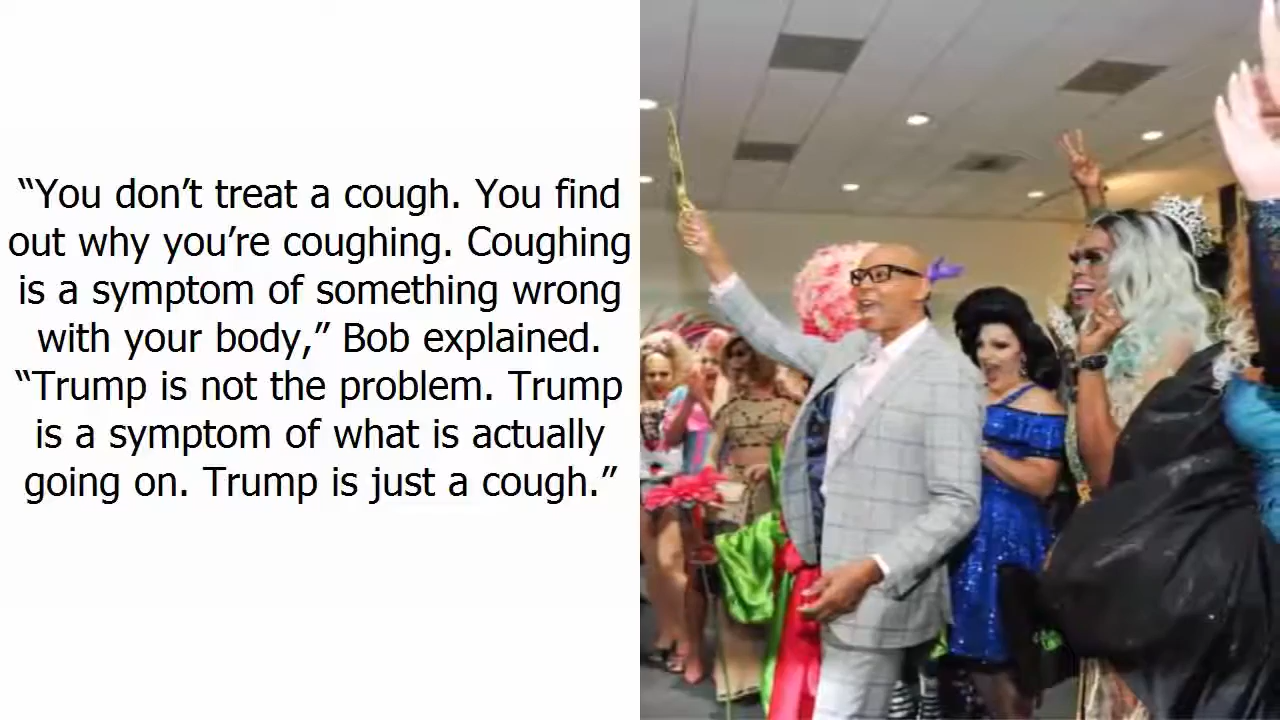 “You don’t treat a cough. You find
out why you’re coughing. Coughing
is a symptom of something wrong
with your body,” Bob explained.
“Trump is not the problem. Trump
is a symptom of what is actually
going on. Trump is just a cough.”